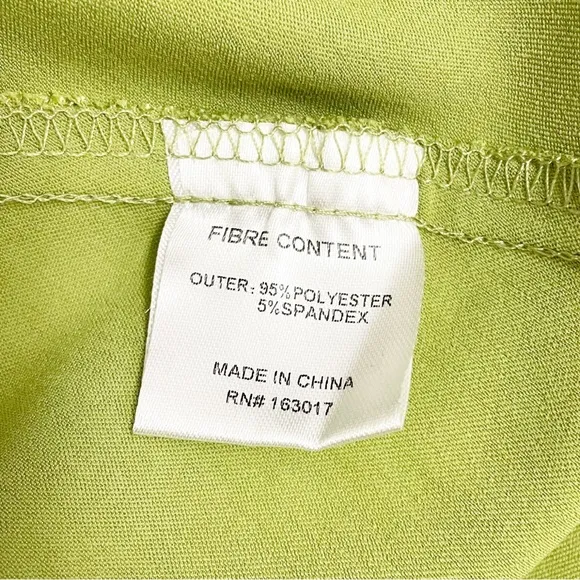 FIBRE CONTENT
OUTER: 95%POLYESTER
5%SPANDEX
MADE IN CHINA
RN# 163017